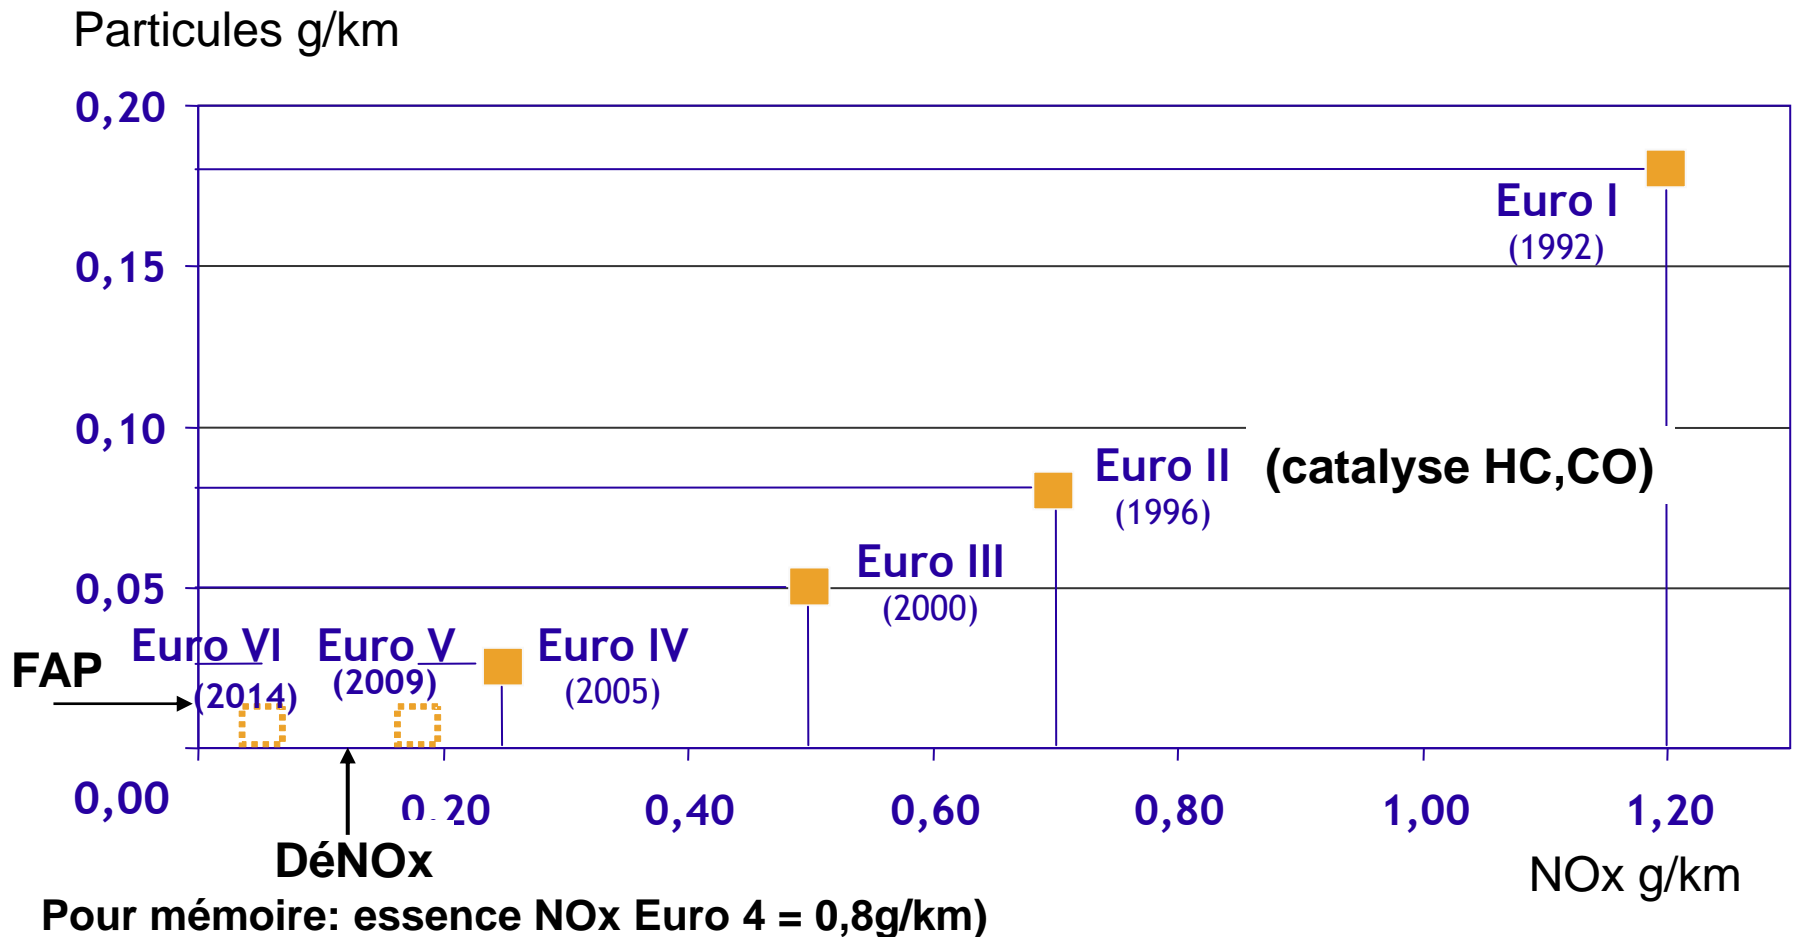 Particules g/km
0,20
Euro I
(1992)
0,15
0,10
Euro II (catalyse HC,CO)
(1996)
Euro III
(2000)
0,05
Euro VI Euro V Euro IV
(2014) (2009) (2005)
FAP
0,00 0,20 0,40 0,60 0,80 1,00 1,20
DéNOx
NOx g/km
Pour mémoire: essence NOx Euro 4 = 0,8g/km)